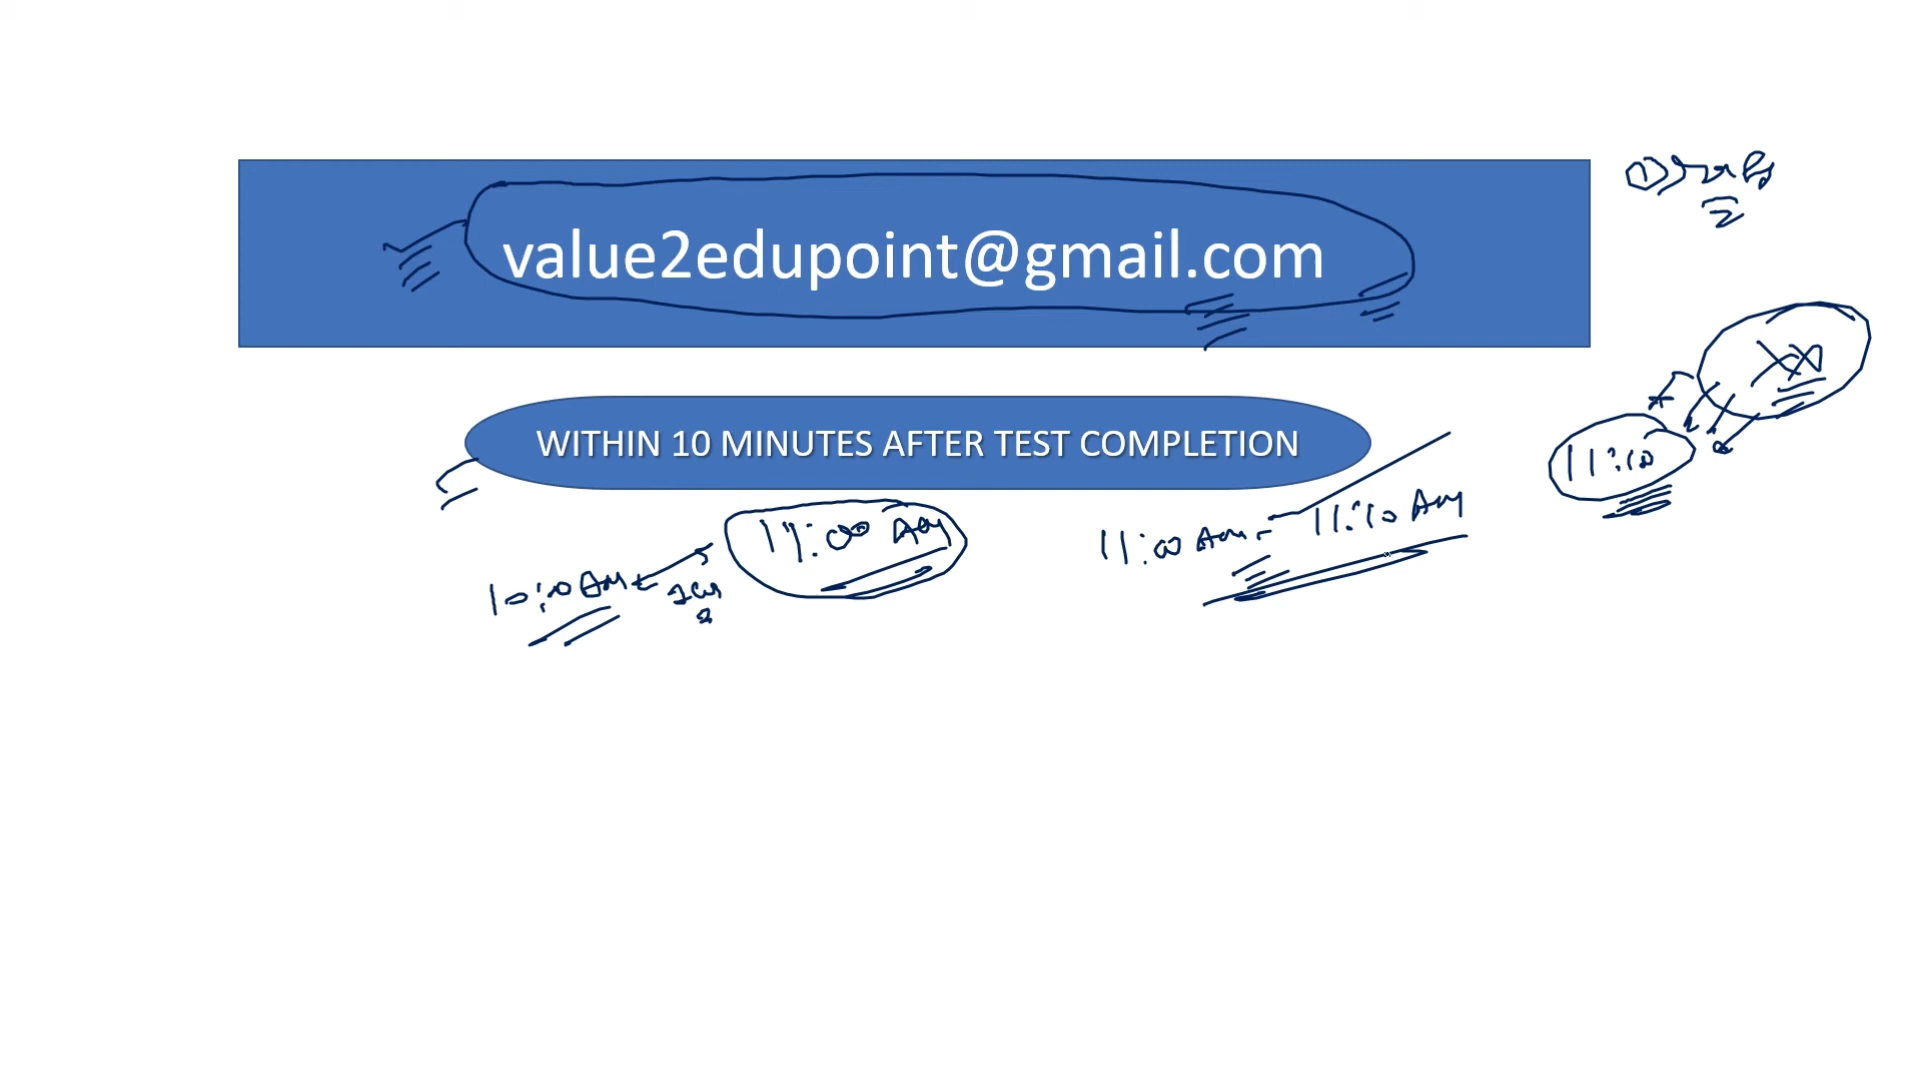 value2edupoint@gmail.com
WITHIN 10 MINUTES AFTER TEST COMPLETION
11:10
11:00 AM
11:00 AM - 11:10 AM
10:00 AM